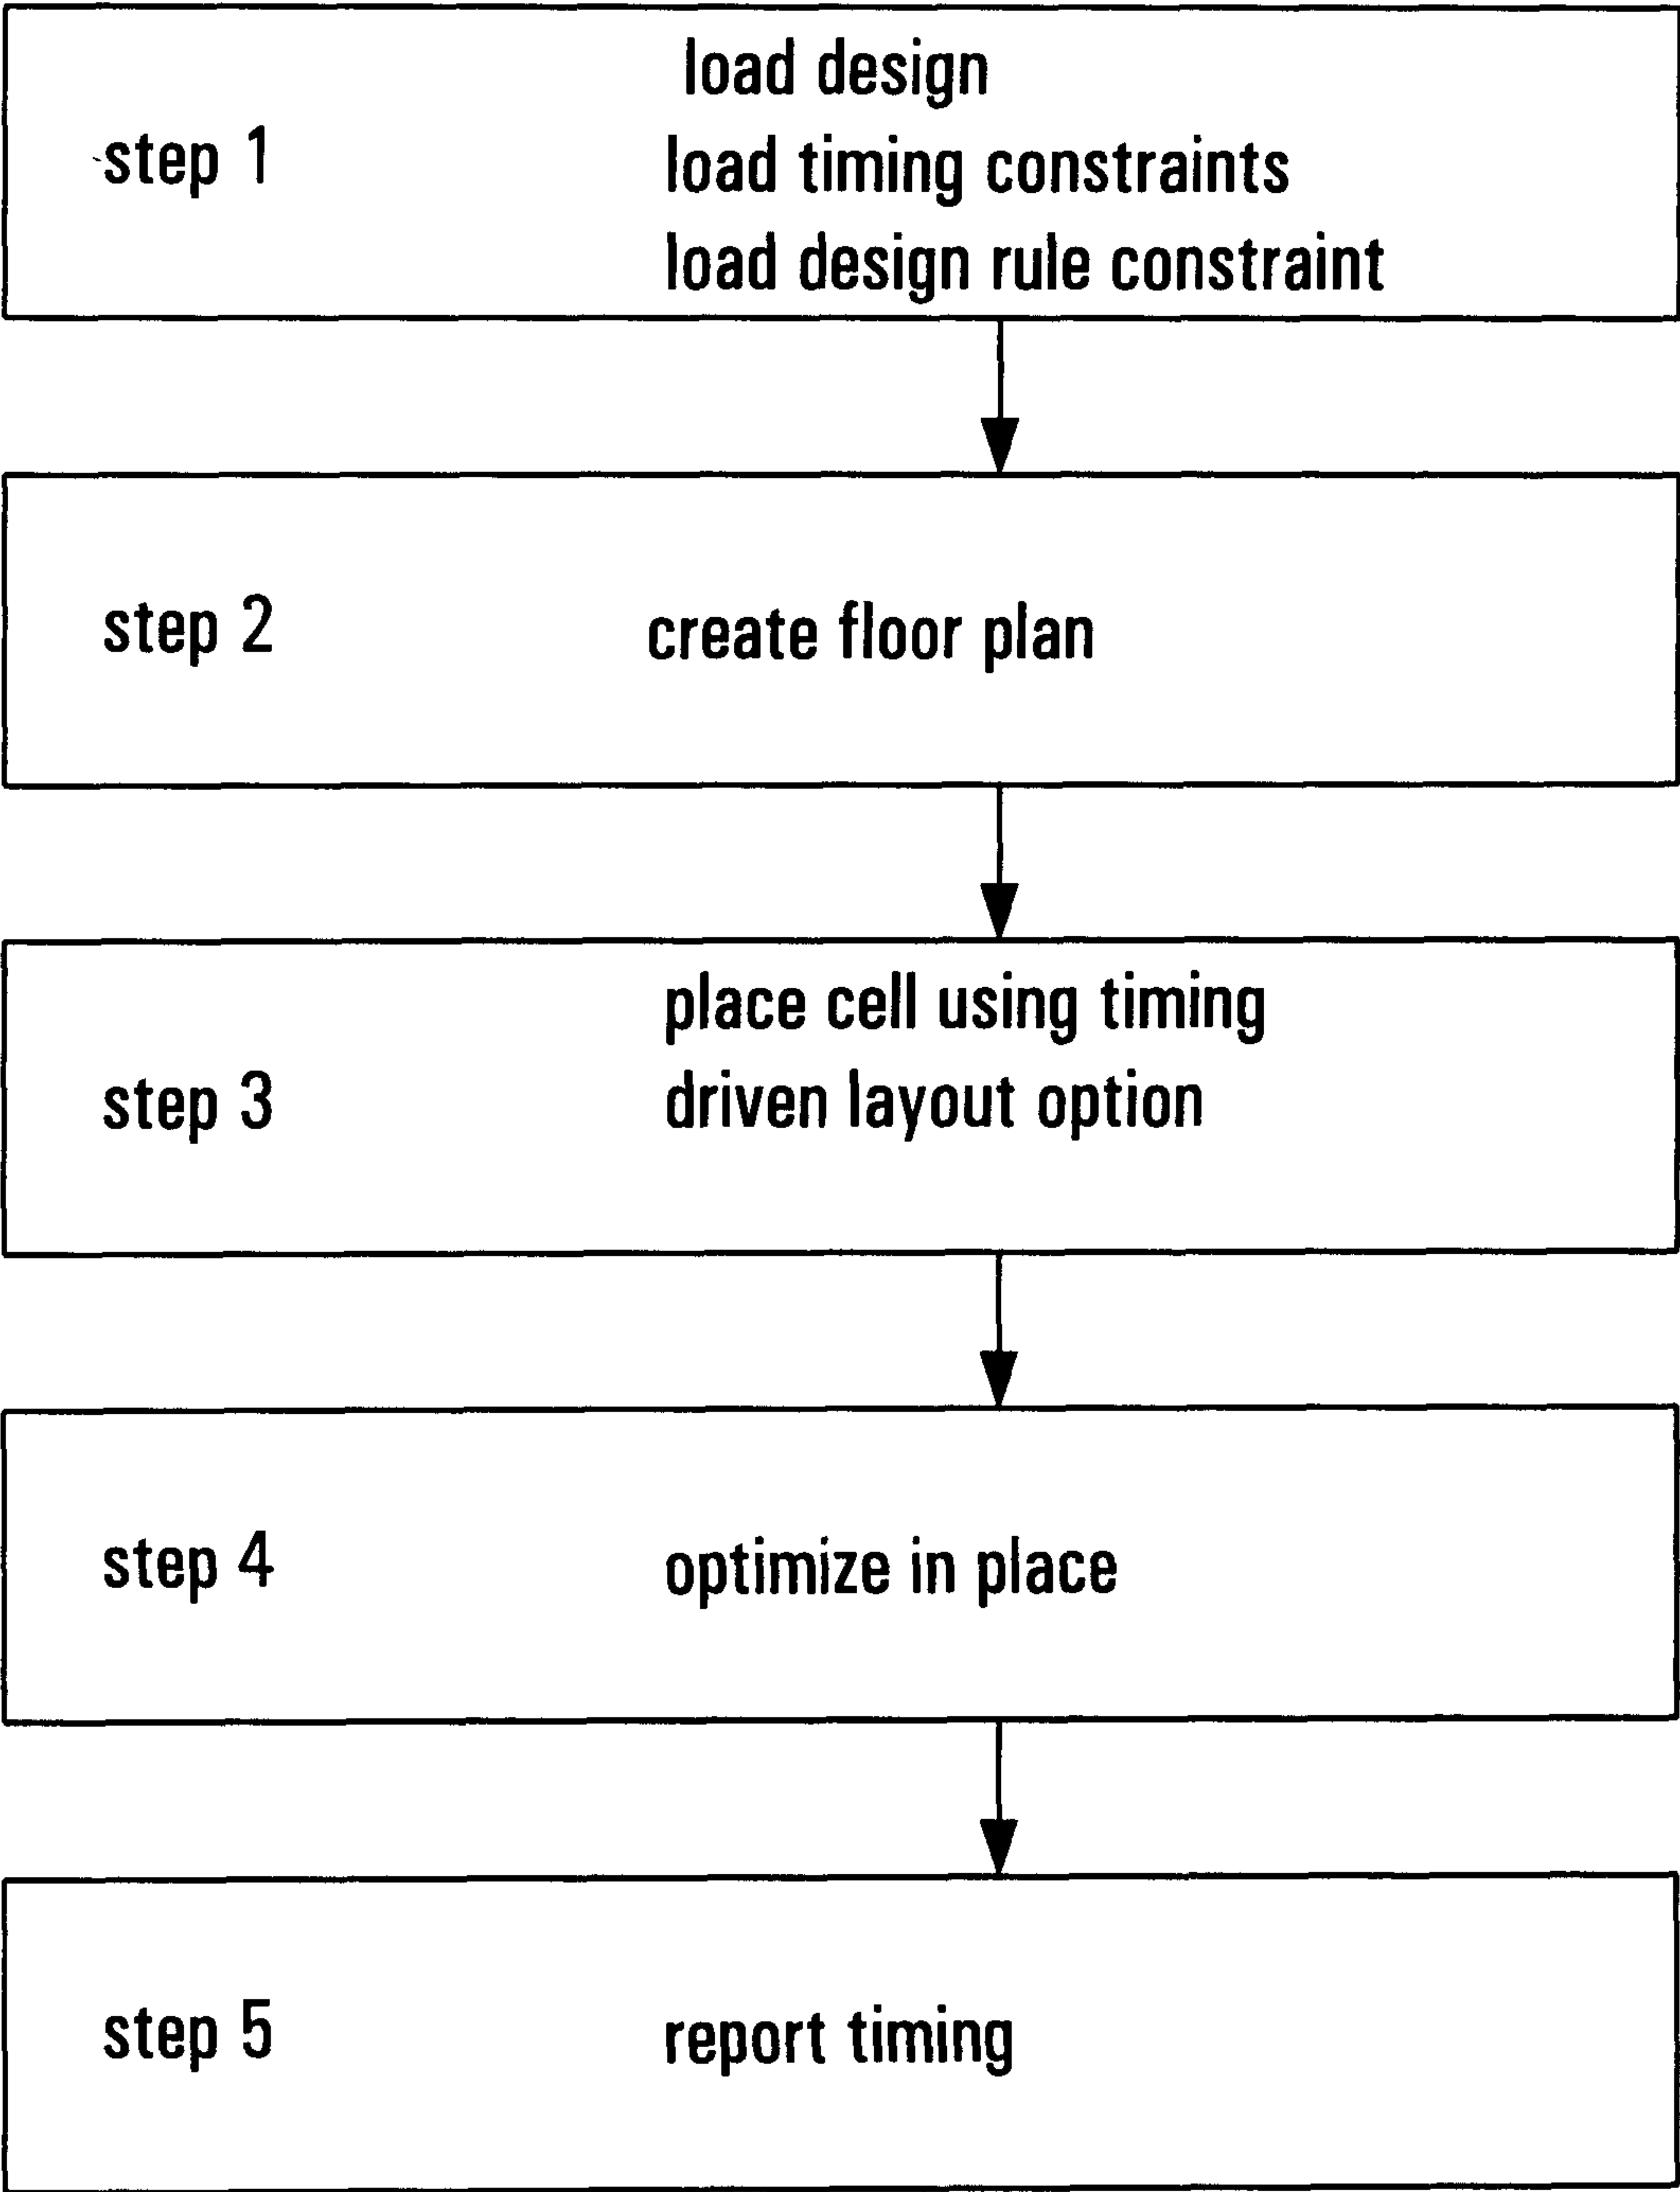 load design
step 1
load timing constraints
load design rule constraint
step 2
create floor plan
place cell using timing
step 3
driven layout option
step 4
optimize in place
step 5
report timing